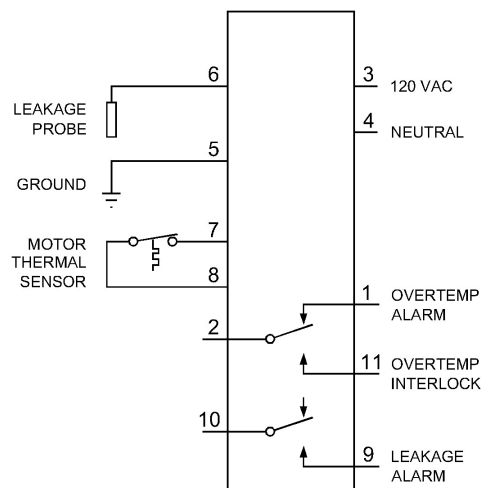 6
3
120 VAC
LEAKAGE
PROBE
4
NEUTRAL
5
GROUND
7
MOTOR
THERMAL
SENSOR
8
1
OVERTEMP
ALARM
2
11
OVERTEMP
INTERLOCK
10
9
LEAKAGE
ALARM